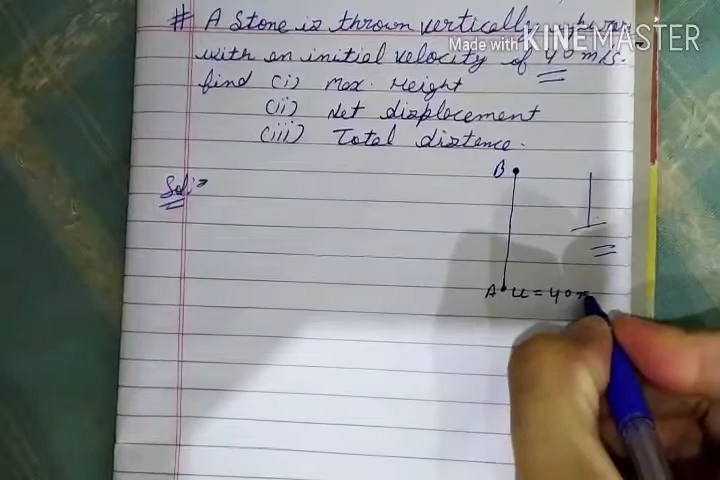 # A Stone is thrown vertically
Made with KINEMASTER
with an initial velocity of 40 m/s.
find (i) Max. Height
(ii) Net displacement
(iii) Total distance.
Sol:-
B
A u = 40 m